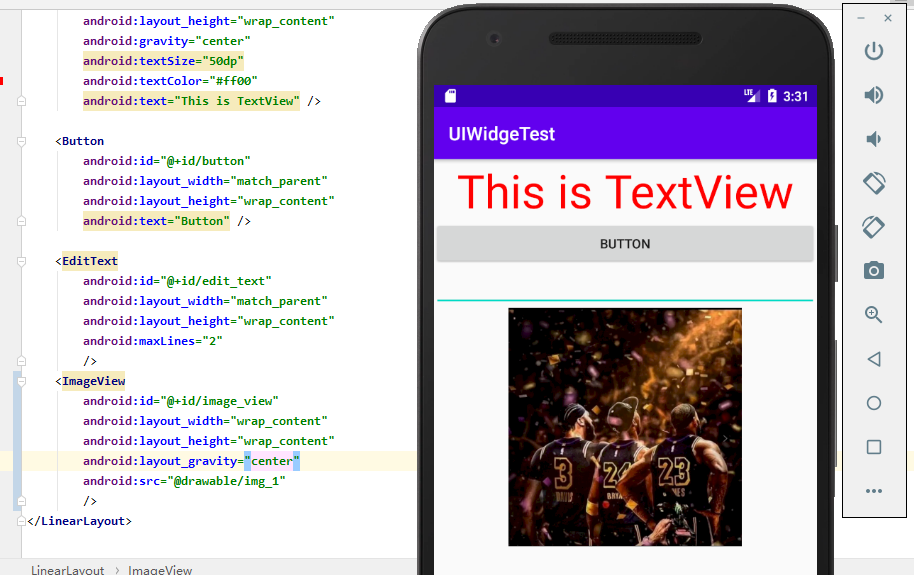 android:layout_height="wrap_content"
android:gravity="center"
android:textSize="50dp"
android:textColor="#ff00"
android:text="This is TextView" />
<Button
android:id="@+id/button"
android:layout_width="match_parent"
android:layout_height="wrap_content"
android:text="Button" />
<EditText
android:id="@+id/edit_text"
android:layout_width="match_parent"
android:layout_height="wrap_content"
android:maxLines="2"
/>
<ImageView
android:id="@+id/image_view"
android:layout_width="wrap_content"
android:layout_height="wrap_content"
android:layout_gravity="center"
android:src="@drawable/img_1"
/>
</LinearLayout>
LinearLayout > ImageView
LTE 3:31
UIWidgeTest
This is TextView
BUTTON
DAVIS
3
24
23